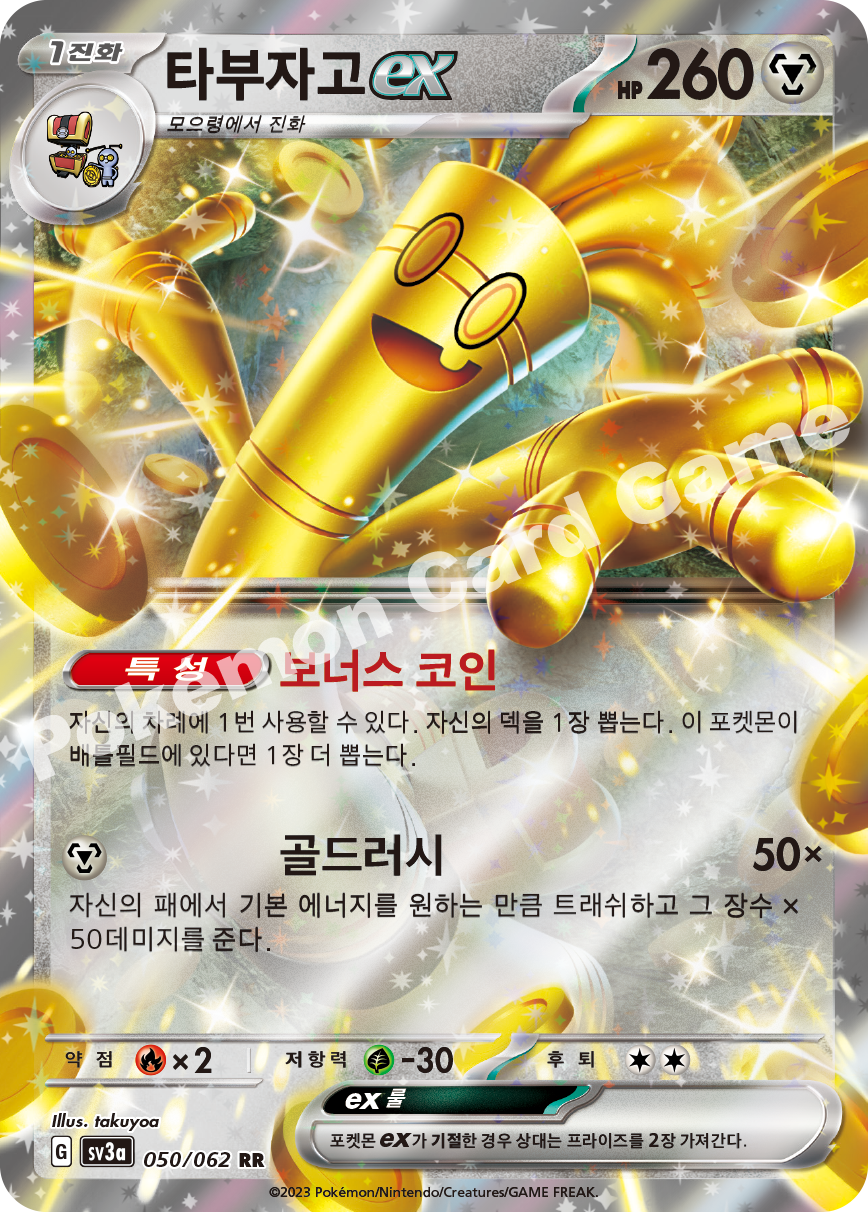 1진화
타부자고ex
HP 260
모으령에서 진화
Pokémon Card Game
특성 보너스 코인
자신의 차례에 1번 사용할 수 있다. 자신의 덱을 1장 뽑는다. 이 포켓몬이
배틀필드에 있다면 1장 더 뽑는다.
골드러시 50×
자신의 패에서 기본 에너지를 원하는 만큼 트래쉬하고 그 장수 ×
50데미지를 준다.
약점 ×2 저항력 -30 후퇴
ex 룰
포켓몬 ex가 기절한 경우 상대는 프라이즈를 2장 가져간다.
Illus. takuyoa
G sv3a 050/062 RR
©2023 Pokémon/Nintendo/Creatures/GAME FREAK.